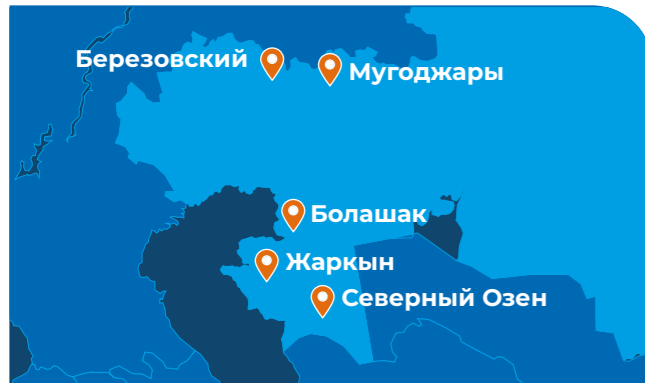 Березовский
Мугоджары
Болашак
Жаркын
Северный Озен